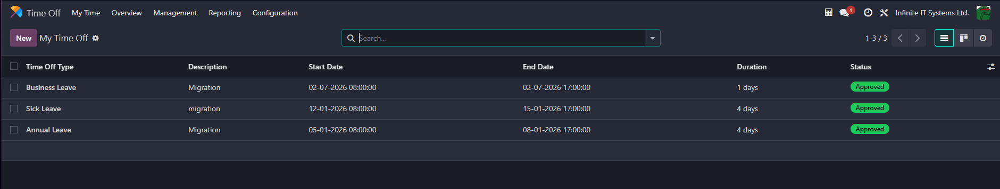 Time Off My Time Overview Management Reporting Configuration 1 Infinite IT Systems Ltd.
New My Time Off Search... 1-3 / 3
Time Off Type Description Start Date End Date Duration Status
Business Leave Migration 02-07-2026 08:00:00 02-07-2026 17:00:00 1 days Approved
Sick Leave migration 12-01-2026 08:00:00 15-01-2026 17:00:00 4 days Approved
Annual Leave Migration 05-01-2026 08:00:00 08-01-2026 17:00:00 4 days Approved